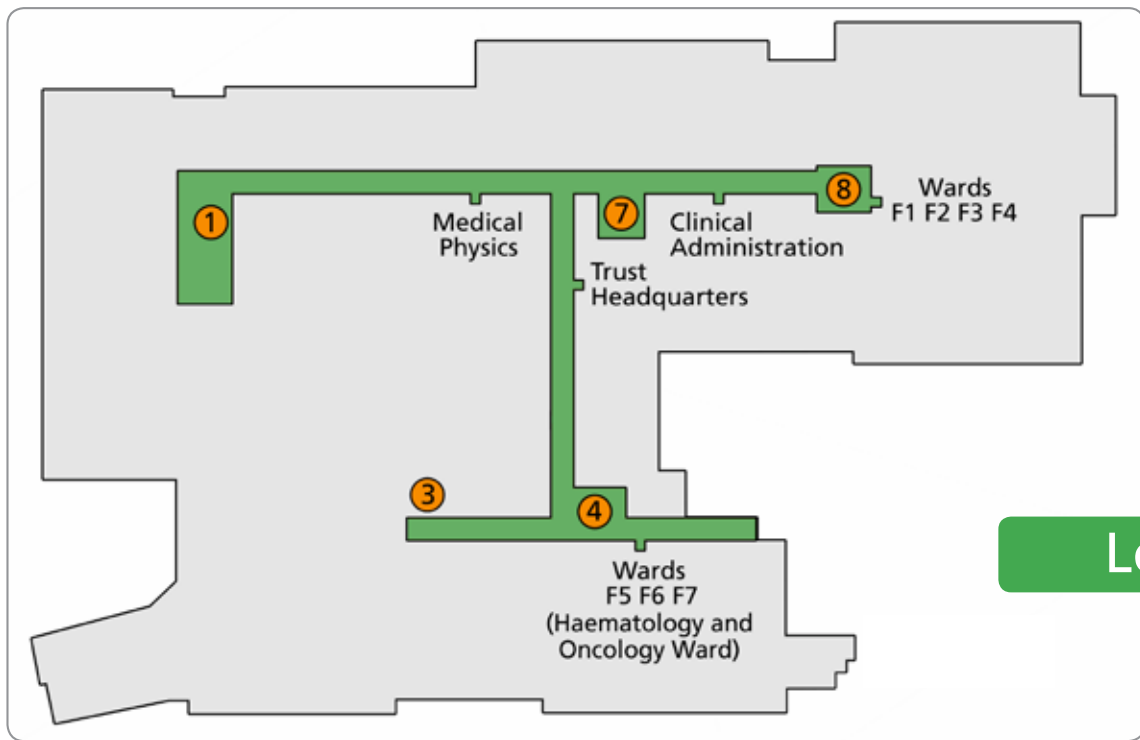 8
Wards
F1 F2 F3 F4
1
7
Medical
Physics
Clinical
Administration
Trust
Headquarters
3
4
Wards
F5 F6 F7
(Haematology and
Oncology Ward)